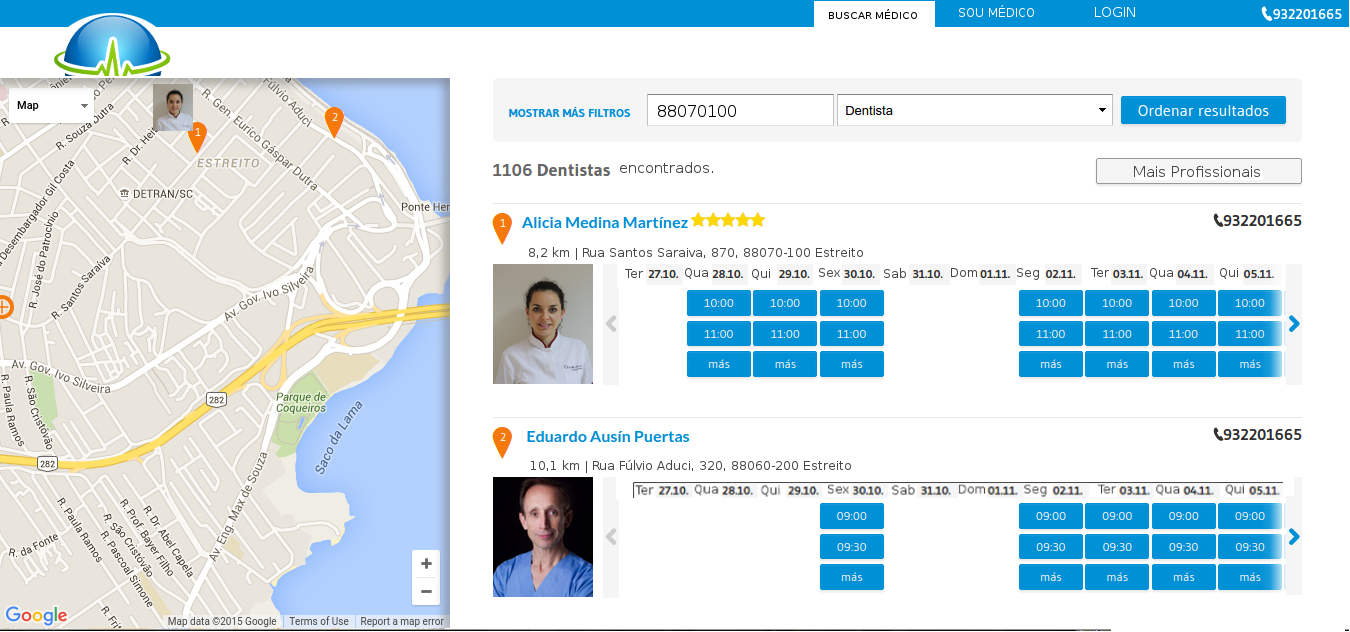 BUSCAR MÉDICO SOU MÉDICO LOGIN 932201665
Map
1
2
R. Souza Dutra
R. Dr. Hei
R. Gen. Eurico Gáspar Dutra
Fúlvio Aduci
ESTREITO
DETRAN/SC
Ponte Her
Desembargador Gil Costa
R. José do Patrocínio
R. Santos Saraiva
Av. Gov. Ivo Silveira
Av. Gov. Ivo Silveira
R. Paula Ramos
R. São Cristóvão
282
Parque de
Coqueiros
Saco da Lama
282
Av. Eng. Max de Souza
R. da Fonte
R. Paula Ramos
R. São Cristóvão
R. Pascoal Simone
R. Prof. Bayer Filho
R. Dr. Abel Capela
+
−
Google
Map data ©2015 Google Terms of Use Report a map error
MOSTRAR MÁS FILTROS 88070100 Dentista Ordenar resultados
1106 Dentistas encontrados. Mais Profissionais
1 Alicia Medina Martínez 932201665
8,2 km | Rua Santos Saraiva, 870, 88070-100 Estreito
Ter 27.10. Qua 28.10. Qui 29.10. Sex 30.10. Sab 31.10. Dom 01.11. Seg 02.11. Ter 03.11. Qua 04.11. Qui 05.11.
10:00 10:00 10:00 10:00 10:00 10:00 10:00
11:00 11:00 11:00 11:00 11:00 11:00 11:00
más más más más más más más
2 Eduardo Ausín Puertas 932201665
10,1 km | Rua Fúlvio Aduci, 320, 88060-200 Estreito
Ter 27.10. Qua 28.10. Qui 29.10. Sex 30.10. Sab 31.10. Dom 01.11. Seg 02.11. Ter 03.11. Qua 04.11. Qui 05.11.
09:00 09:00 09:00 09:00 09:00
09:30 09:30 09:30 09:30 09:30
más más más más más